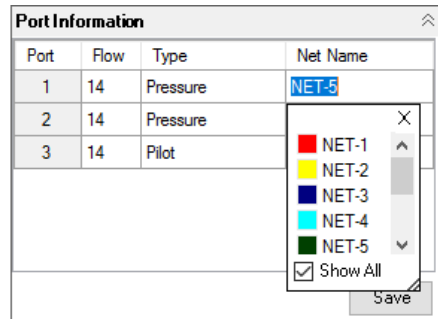 Port Information
Port Flow Type Net Name
1 14 Pressure NET-5
2 14 Pressure
3 14 Pilot
X
NET-1
NET-2
NET-3
NET-4
NET-5
Show All
Save